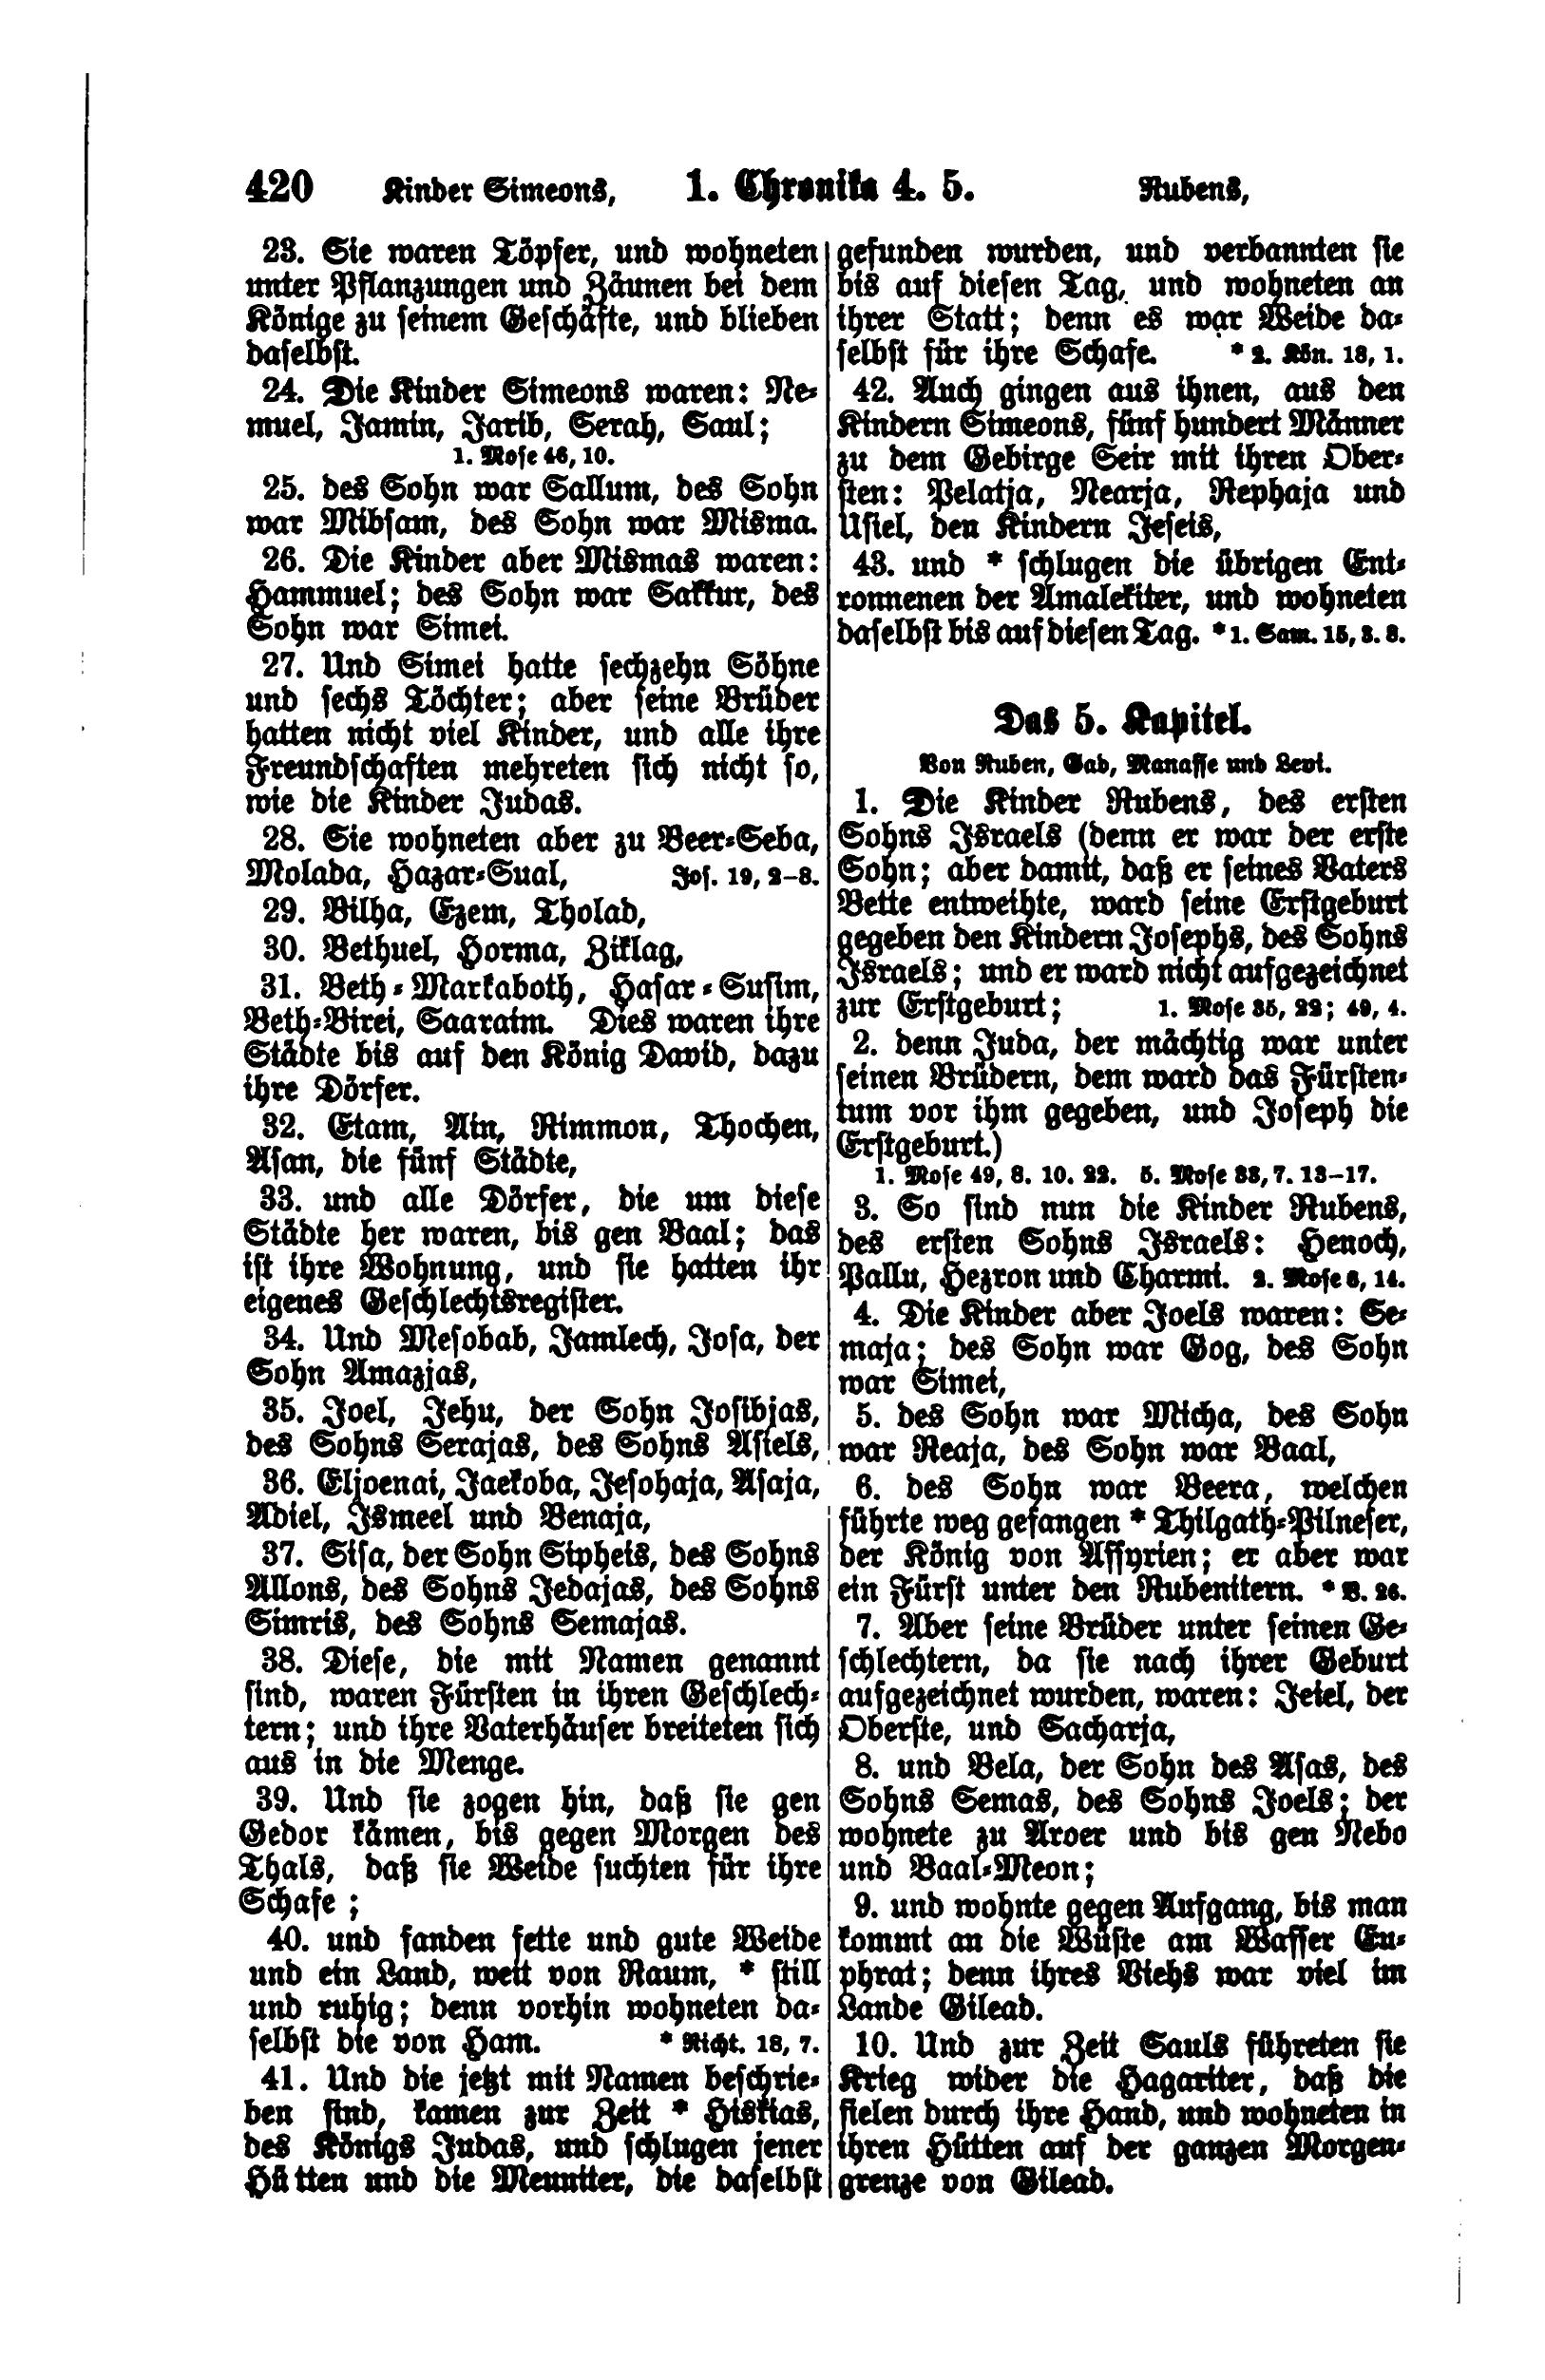 420 Kinder Simeons, 1. Chronika 4. 5. Rubens,
23. Sie waren Töpfer, und wohneten
unter Pflanzungen und Zäunen bei dem
Könige zu seinem Geschäfte, und blieben
daselbst.
24. Die Kinder Simeons waren: Ne-
muel, Jamin, Jarib, Serah, Saul;
1. Mose 46, 10.
25. des Sohn war Sallum, des Sohn
war Mibsam, des Sohn war Misma.
26. Die Kinder aber Mismas waren:
Hammuel; des Sohn war Sakkur, des
Sohn war Simei.
27. Und Simei hatte sechzehn Söhne
und sechs Töchter; aber seine Brüder
hatten nicht viel Kinder, und alle ihre
Freundschaften mehreten sich nicht so,
wie die Kinder Judas.
28. Sie wohneten aber zu Beer-Seba,
Molada, Hazar-Sual, Jos. 19, 2–8.
29. Bilha, Ezem, Tholad,
30. Bethuel, Horma, Ziklag,
31. Beth-Markaboth, Hasar-Susim,
Beth-Birei, Saaraim. Dies waren ihre
Städte bis auf den König David, dazu
ihre Dörfer.
32. Etam, Ain, Rimmon, Thochen,
Asan, die fünf Städte,
33. und alle Dörfer, die um diese
Städte her waren, bis gen Baal; das
ist ihre Wohnung, und sie hatten ihr
eigenes Geschlechtsregister.
34. Und Mesobab, Jamlech, Josa, der
Sohn Amazjas,
35. Joel, Jehu, der Sohn Josibjas,
des Sohns Serajas, des Sohns Asiels,
36. Eljoenai, Jaekoba, Jesohaja, Asaja,
Adiel, Ismeel und Benaja,
37. Sisa, der Sohn Sipheis, des Sohns
Allons, des Sohns Jedajas, des Sohns
Simris, des Sohns Semajas.
38. Diese, die mit Namen genannt
sind, waren Fürsten in ihren Geschlech-
tern; und ihre Vaterhäuser breiteten sich
aus in die Menge.
39. Und sie zogen hin, daß sie gen
Gedor kämen, bis gegen Morgen des
Thals, daß sie Weide suchten für ihre
Schafe;
40. und fanden fette und gute Weide
und ein Land, weit von Raum, * still
und ruhig; denn vorhin wohneten da-
selbst die von Ham. * Richt. 18, 7.
41. Und die jetzt mit Namen beschrie-
ben sind, kamen zur Zeit * Hiskias,
des Königs Judas, und schlugen jener
Hütten und die Meuniter, die daselbst
gefunden wurden, und verbannten sie
bis auf diesen Tag, und wohneten an
ihrer Statt; denn es war Weide da-
selbst für ihre Schafe. * 2. Kön. 18, 1.
42. Auch gingen aus ihnen, aus den
Kindern Simeons, fünf hundert Männer
zu dem Gebirge Seir mit ihren Ober-
sten: Pelatja, Nearja, Rephaja und
Usiel, den Kindern Jeseis,
43. und * schlugen die übrigen Ent-
ronnenen der Amalekiter, und wohneten
daselbst bis auf diesen Tag. * 1. Sam. 15, 3. 8.
Das 5. Kapitel.
Von Ruben, Gad, Manasse und Levi.
1. Die Kinder Rubens, des ersten
Sohns Israels (denn er war der erste
Sohn; aber damit, daß er seines Vaters
Bette entweihte, ward seine Erstgeburt
gegeben den Kindern Josephs, des Sohns
Israels; und er ward nicht aufgezeichnet
zur Erstgeburt; 1. Mose 35, 22; 49, 4.
2. denn Juda, der mächtig war unter
seinen Brüdern, dem ward das Fürsten-
tum vor ihm gegeben, und Joseph die
Erstgeburt.)
1. Mose 49, 8. 10. 22. 5. Mose 33, 7. 13–17.
3. So sind nun die Kinder Rubens,
des ersten Sohns Israels: Henoch,
Pallu, Hezron und Charmi. 2. Mose 6, 14.
4. Die Kinder aber Joels waren: Se-
maja; des Sohn war Gog, des Sohn
war Simei,
5. des Sohn war Micha, des Sohn
war Reaja, des Sohn war Baal,
6. des Sohn war Beera, welchen
führte weg gefangen * Thilgath-Pilneser,
der König von Assyrien; er aber war
ein Fürst unter den Rubenitern. * V. 26.
7. Aber seine Brüder unter seinen Ge-
schlechtern, da sie nach ihrer Geburt
aufgezeichnet wurden, waren: Jeiel, der
Oberste, und Sacharja,
8. und Bela, der Sohn des Asas, des
Sohns Semas, des Sohns Joels; der
wohnete zu Aroer und bis gen Nebo
und Baal-Meon;
9. und wohnte gegen Aufgang, bis man
kommt an die Wüste am Wasser Eu-
phrat; denn ihres Viehs war viel im
Lande Gilead.
10. Und zur Zeit Sauls führeten sie
Krieg wider die Hagariter, daß die
fielen durch ihre Hand, und wohneten in
ihren Hütten auf der ganzen Morgen-
grenze von Gilead.